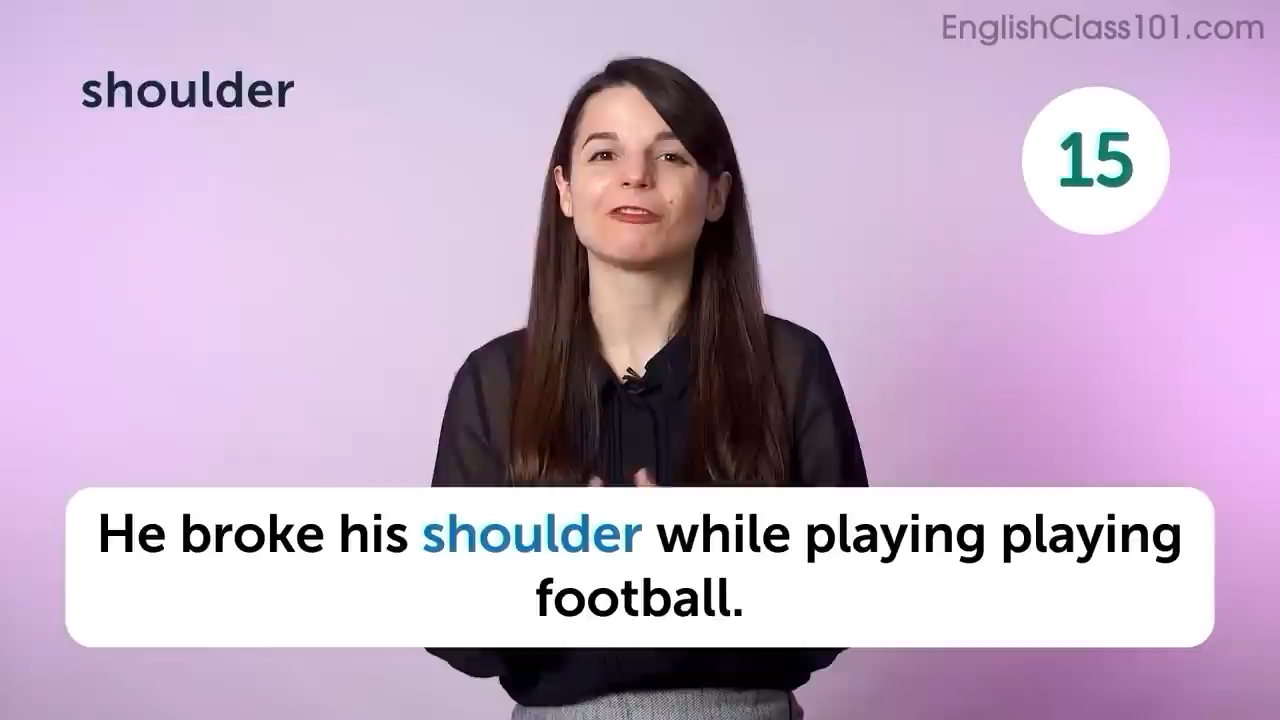 EnglishClass101.com
shoulder
15
He broke his shoulder while playing playing
football.